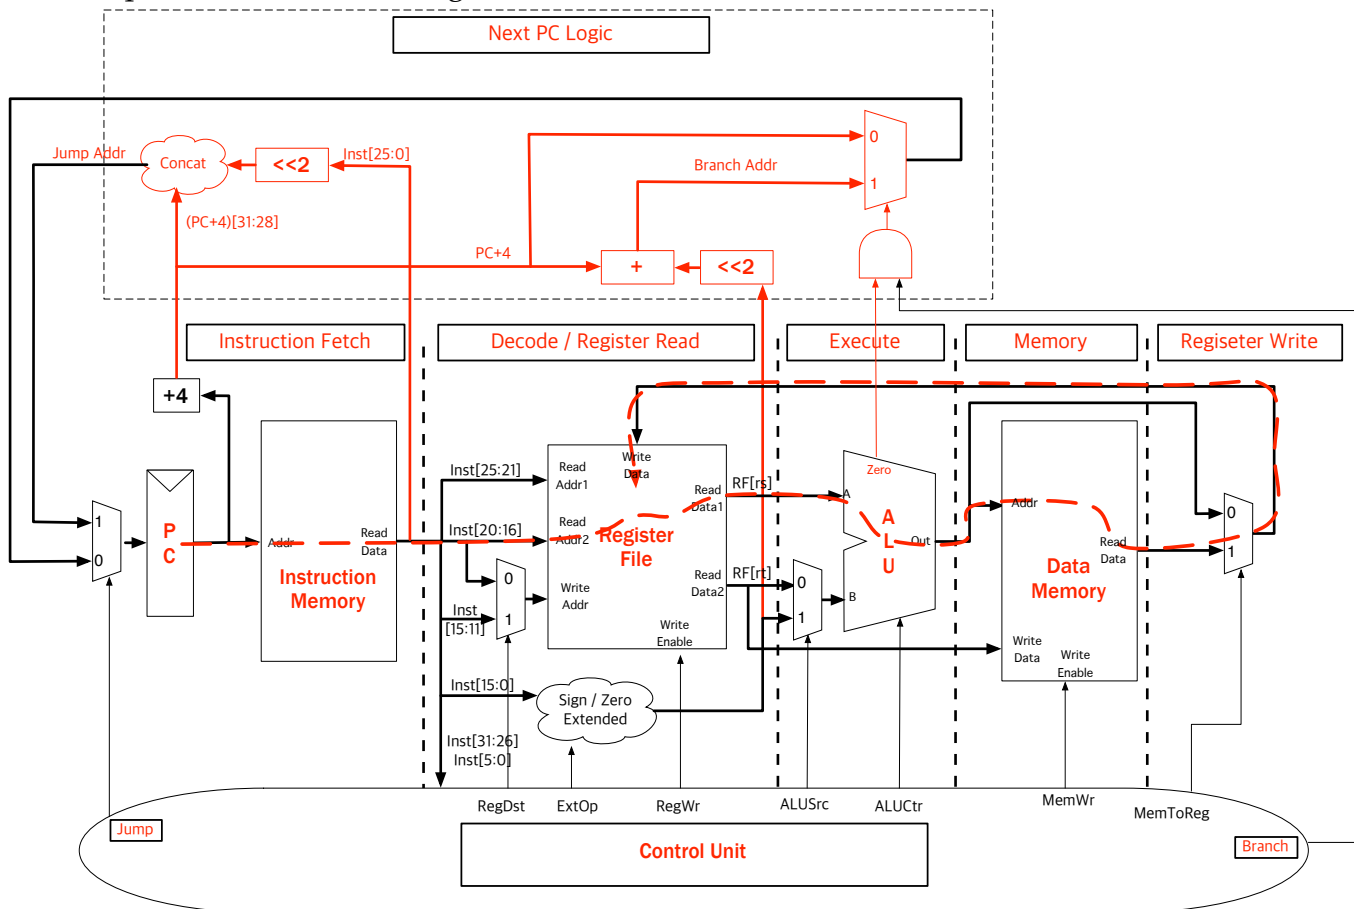 Next PC Logic
Jump Addr
Concat
<<2
Inst[25:0]
0
Branch Addr
1
(PC+4)[31:28]
PC+4
+
<<2
Instruction Fetch
Decode / Register Read
Execute
Memory
Regiseter Write
+4
Write
Data
Zero
Inst[25:21]
Read
Addr1
Read
Data1
RF[rs]
A
Addr
1
0
P
C
Addr
Read
Data
Inst[20:16]
Read
Addr2
Register
File
A
L
U
Out
0
1
Read
Data
Instruction
Memory
0
1
Write
Addr
Read
Data2
RF[rt]
0
1
B
Data
Memory
Inst
[15:11]
Write
Enable
Write
Data
Write
Enable
Inst[15:0]
Sign / Zero
Extended
Inst[31:26]
Inst[5:0]
RegDst
ExtOp
RegWr
ALUSrc
ALUCtr
MemWr
MemToReg
Jump
Control Unit
Branch